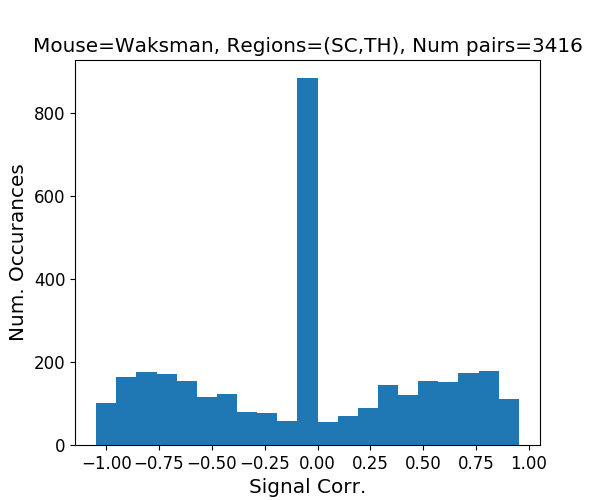 Mouse=Waksman, Regions=(SC,TH), Num pairs=3416
800
600
400
200
0
Num. Occurances
−1.00 −0.75 −0.50 −0.25 0.00 0.25 0.50 0.75 1.00
Signal Corr.